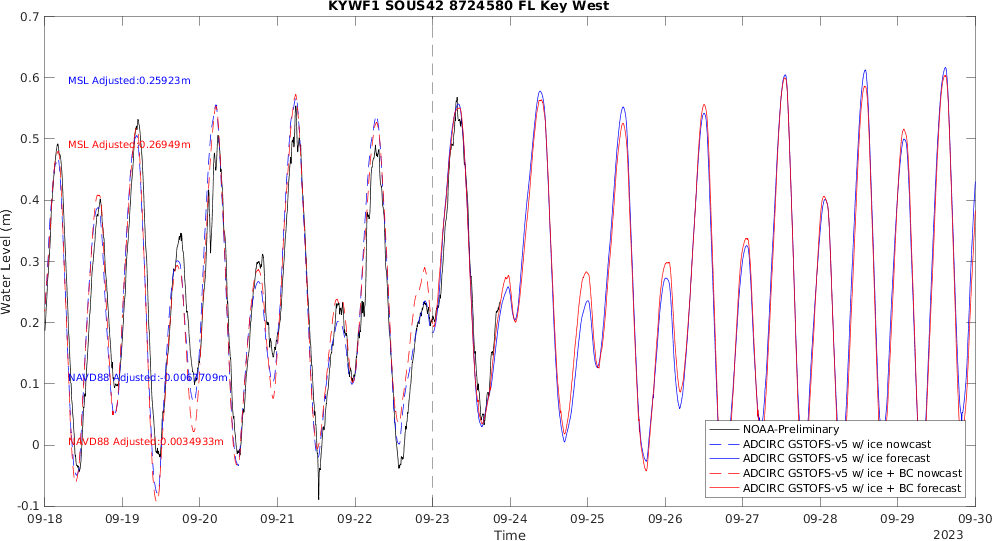 KYWF1 SOUS42 8724580 FL Key West
0.7
0.6
0.5
0.4
0.3
0.2
0.1
0
-0.1
Water Level (m)
MSL Adjusted:0.25923m
MSL Adjusted:0.26949m
NAVD88 Adjusted:-0.0061709m
NAVD88 Adjusted:0.0034933m
NOAA-Preliminary
ADCIRC GSTOFS-v5 w/ ice nowcast
ADCIRC GSTOFS-v5 w/ ice forecast
ADCIRC GSTOFS-v5 w/ ice + BC nowcast
ADCIRC GSTOFS-v5 w/ ice + BC forecast
09-18 09-19 09-20 09-21 09-22 09-23 09-24 09-25 09-26 09-27 09-28 09-29 09-30
Time
2023